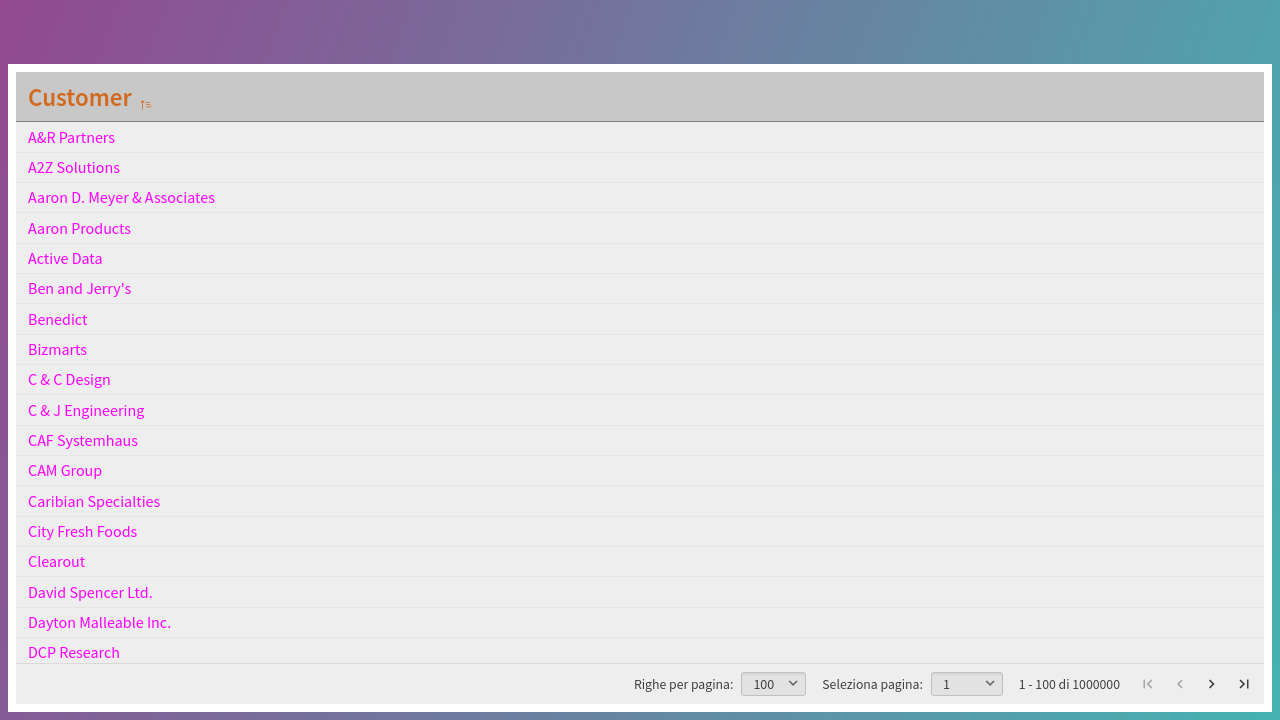 Customer
A&R Partners
A2Z Solutions
Aaron D. Meyer & Associates
Aaron Products
Active Data
Ben and Jerry's
Benedict
Bizmarts
C & C Design
C & J Engineering
CAF Systemhaus
CAM Group
Caribian Specialties
City Fresh Foods
Clearout
David Spencer Ltd.
Dayton Malleable Inc.
DCP Research
Righe per pagina: 100 Seleziona pagina: 1 1 - 100 di 1000000